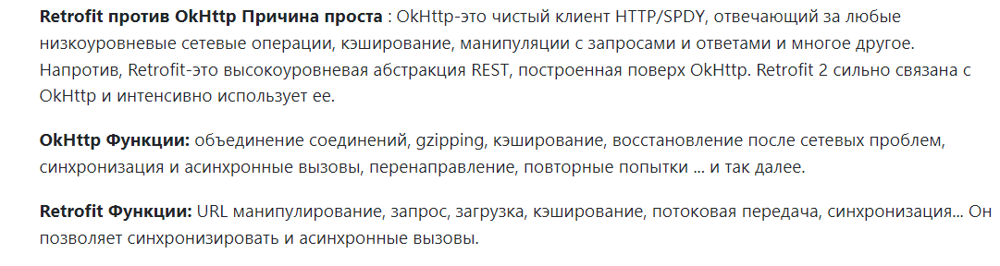 Retrofit против OkHttp Причина проста : OkHttp-это чистый клиент HTTP/SPDY, отвечающий за любые
низкоуровневые сетевые операции, кэширование, манипуляции с запросами и ответами и многое другое.
Напротив, Retrofit-это высокоуровневая абстракция REST, построенная поверх OkHttp. Retrofit 2 сильно связана с
OkHttp и интенсивно использует ее.
OkHttp Функции: объединение соединений, gzipping, кэширование, восстановление после сетевых проблем,
синхронизация и асинхронные вызовы, перенаправление, повторные попытки ... и так далее.
Retrofit Функции: URL манипулирование, запрос, загрузка, кэширование, потоковая передача, синхронизация... Он
позволяет синхронизировать и асинхронные вызовы.